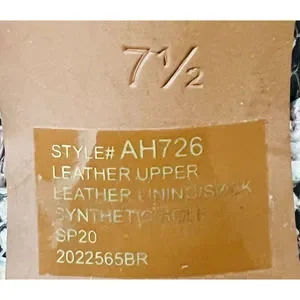 7½
STYLE# AH726
LEATHER UPPER
LEATHER LINING/SOCK
SYNTHETIC SOLE
SP20
2022565BR